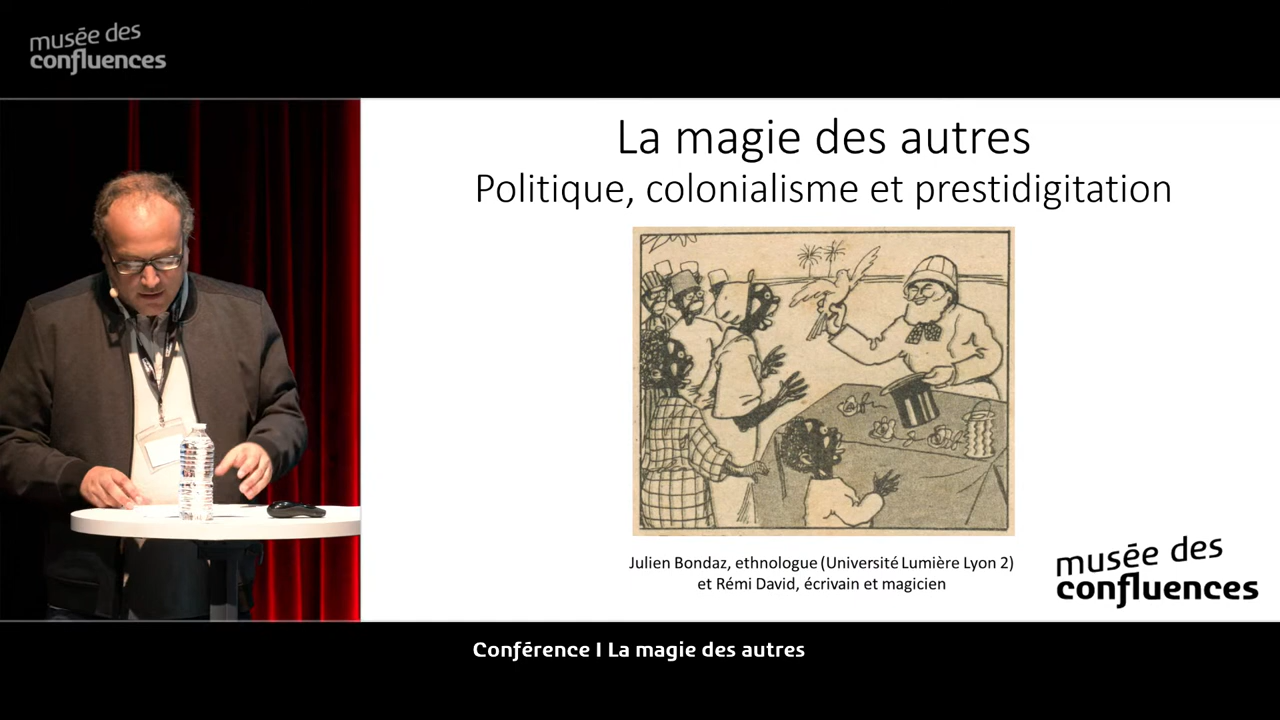 musée des
confluences
La magie des autres
Politique, colonialisme et prestidigitation
Julien Bondaz, ethnologue (Université Lumière Lyon 2)
et Rémi David, écrivain et magicien
musée des
confluences
Conférence I La magie des autres